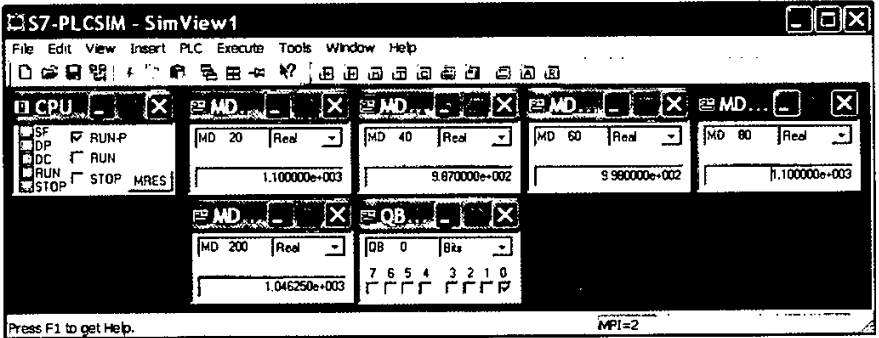 S7-PLCSIM - SimView1
File Edit View Insert PLC Execute Tools Window Help
CPU MD... MD... MD... MD...
SF
DP
DC
RUN
STOP
RUN-P
RUN
STOP MRES
MD 20 Real
1.100000e+003
MD 40 Real
9.870000e+002
MD 60 Real
9.980000e+002
MD 80 Real
1.100000e+003
MD... QB...
MD 200 Real
1.046250e+003
QB 0 Bits
7 6 5 4 3 2 1 0
Press F1 to get Help.
MPI=2